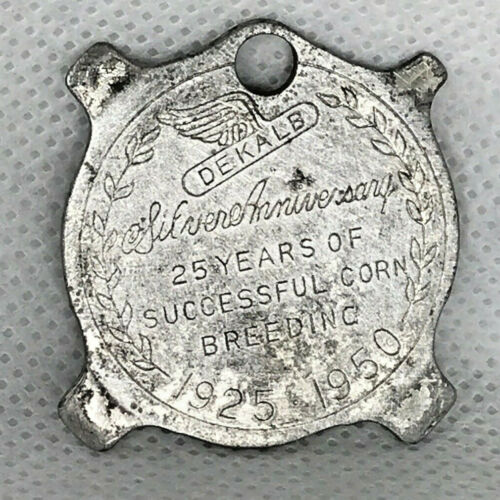 DEKALB
Silver Anniversary
25 YEARS OF
SUCCESSFUL CORN
BREEDING
1925 1950